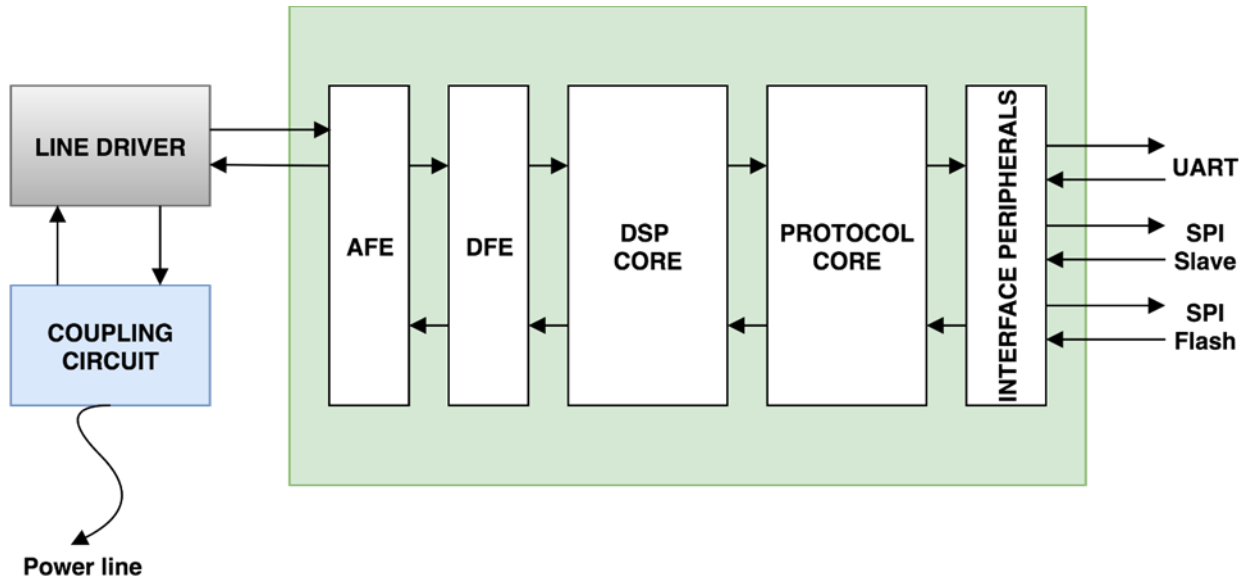 LINE DRIVER
COUPLING
CIRCUIT
Power line
AFE
DFE
DSP
CORE
PROTOCOL
CORE
INTERFACE PERIPHERALS
UART
SPI
Slave
SPI
Flash